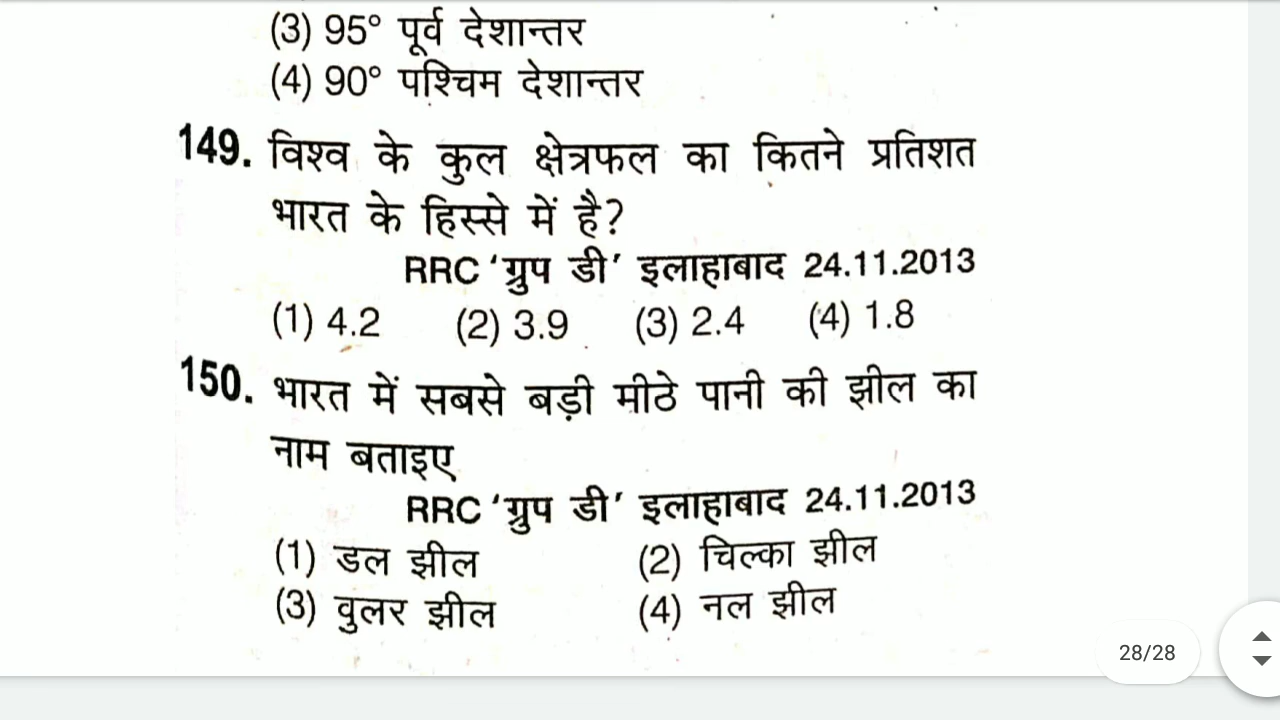 (3) 95° पूर्व देशान्तर
(4) 90° पश्चिम देशान्तर
149. विश्व के कुल क्षेत्रफल का कितने प्रतिशत
भारत के हिस्से में है?
RRC ‘ग्रुप डी’ इलाहाबाद 24.11.2013
(1) 4.2 (2) 3.9 (3) 2.4 (4) 1.8
150. भारत में सबसे बड़ी मीठे पानी की झील का
नाम बताइए
RRC ‘ग्रुप डी’ इलाहाबाद 24.11.2013
(1) डल झील (2) चिल्का झील
(3) वुलर झील (4) नल झील
28/28